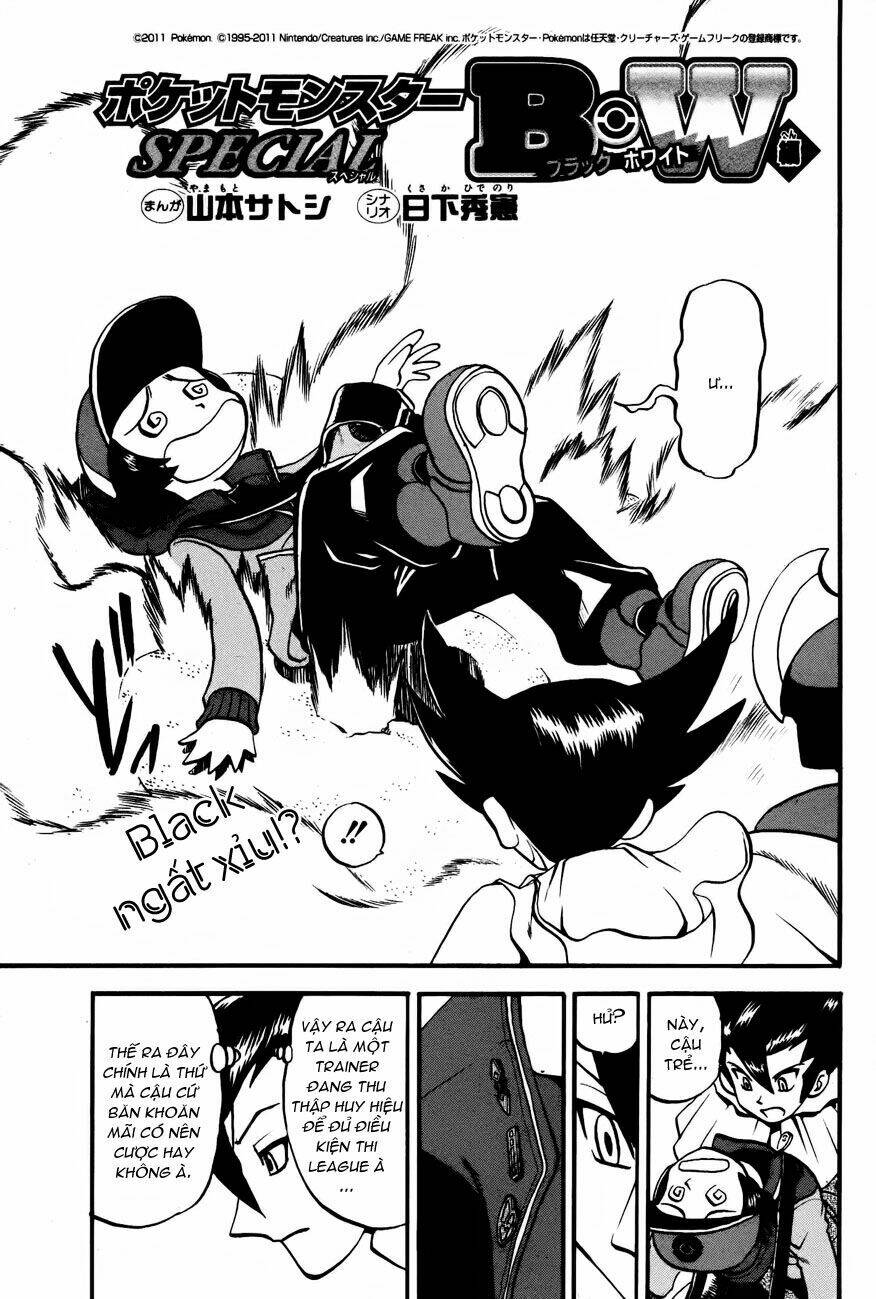 ©2011 Pokémon. ©1995-2011 Nintendo/Creatures inc./GAME FREAK inc. ポケットモンスター・Pokémonは任天堂・クリーチャーズ・ゲームフリークの登録商標です。
ポケットモンスター
SPECIAL
スペシャル
B・W
ブラック ホワイト
編
へん
まんが 山本サトシ
やまもと
シナリオ 日下秀憲
くさか ひでのり
Ư...
Black
ngất xỉu!?
!!
NÀY,
CẬU
TRẺ...
HỬ?
VẬY RA CẬU
TA LÀ MỘT
TRAINER
ĐANG THU
THẬP HUY HIỆU
ĐỂ ĐỦ ĐIỀU
KIỆN THI
LEAGUE À
...
THẾ RA ĐÂY
CHÍNH LÀ THỨ
MÀ CẬU CỨ
BĂN KHOĂN
MÃI CÓ NÊN
CƯỢC HAY
KHÔNG À.